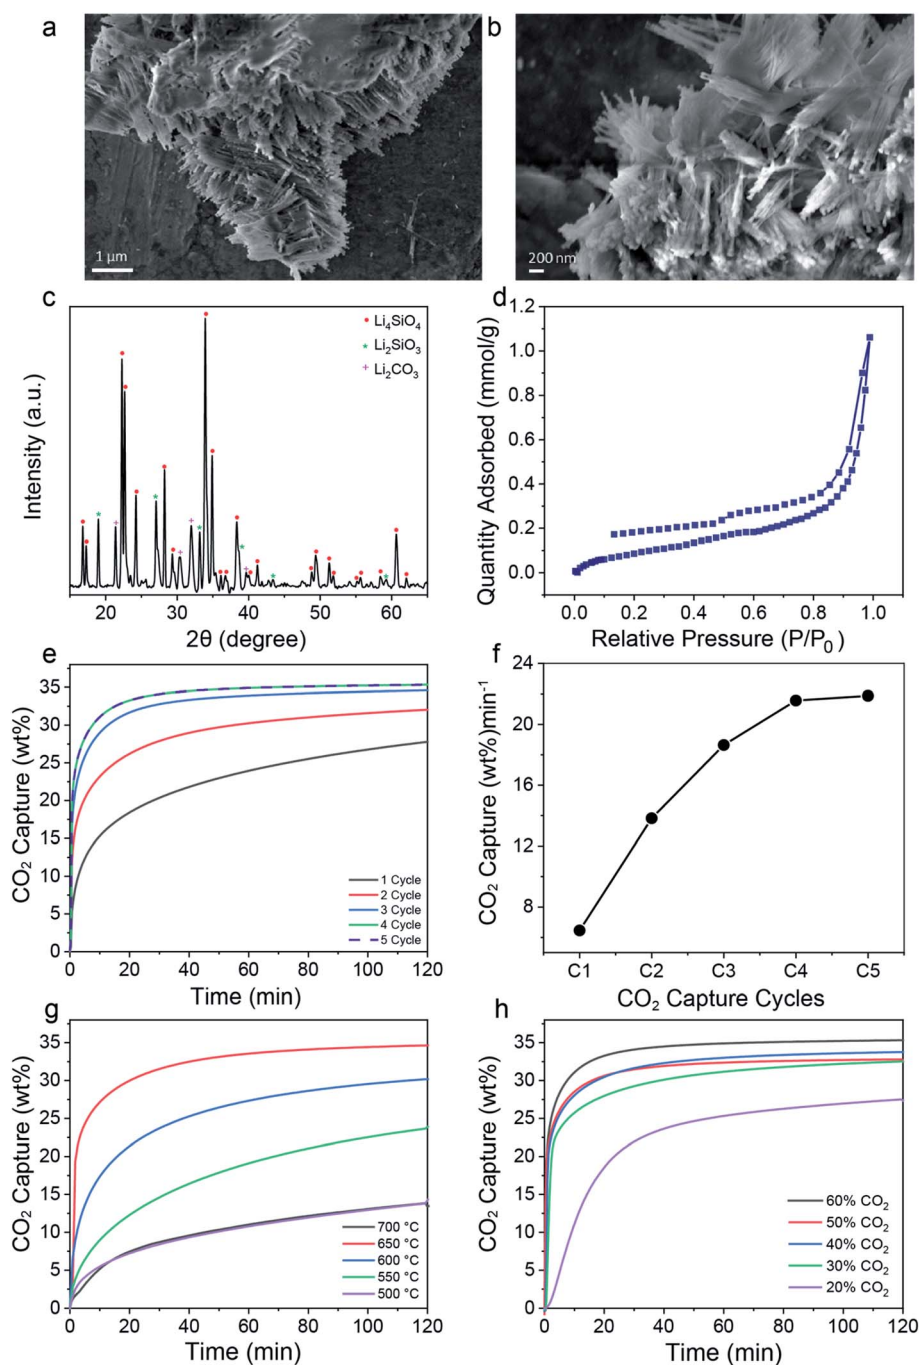 a
b
1 µm
200 nm
c
Li₄SiO₄
Li₂SiO₃
Li₂CO₃
Intensity (a.u.)
20
30
40
50
60
2θ (degree)
d
1.2
1.0
0.8
0.6
0.4
0.2
0.0
Quantity Adsorbed (mmol/g)
0.0
0.2
0.4
0.6
0.8
1.0
Relative Pressure (P/P₀)
e
35
30
25
20
15
10
5
0
CO₂ Capture (wt%)
1 Cycle
2 Cycle
3 Cycle
4 Cycle
5 Cycle
0
20
40
60
80
100
120
Time (min)
f
24
22
18
14
12
8
CO₂ Capture (wt%)min⁻¹
C1
C2
C3
C4
C5
CO₂ Capture Cycles
g
35
30
25
20
15
10
5
0
CO₂ Capture (wt%)
700 °C
650 °C
600 °C
550 °C
500 °C
0
20
40
60
80
100
120
Time (min)
h
35
30
25
20
15
10
5
0
CO₂ Capture (wt%)
60% CO₂
50% CO₂
40% CO₂
30% CO₂
20% CO₂
0
20
40
60
80
100
120
Time (min)